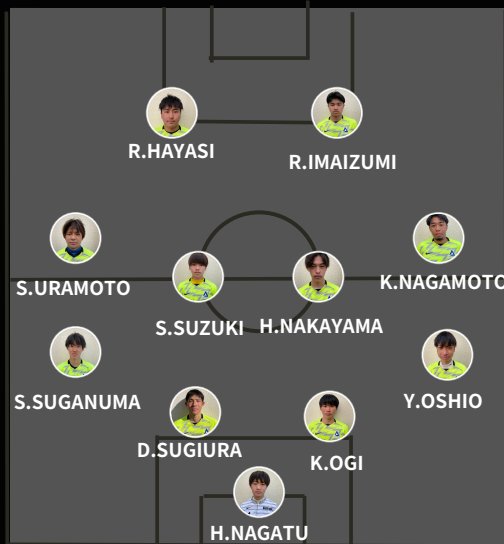 R.HAYASI
R.IMAIZUMI
S.URAMOTO
K.NAGAMOTO
S.SUZUKI
H.NAKAYAMA
S.SUGANUMA
Y.OSHIO
D.SUGIURA
K.OGI
H.NAGATU